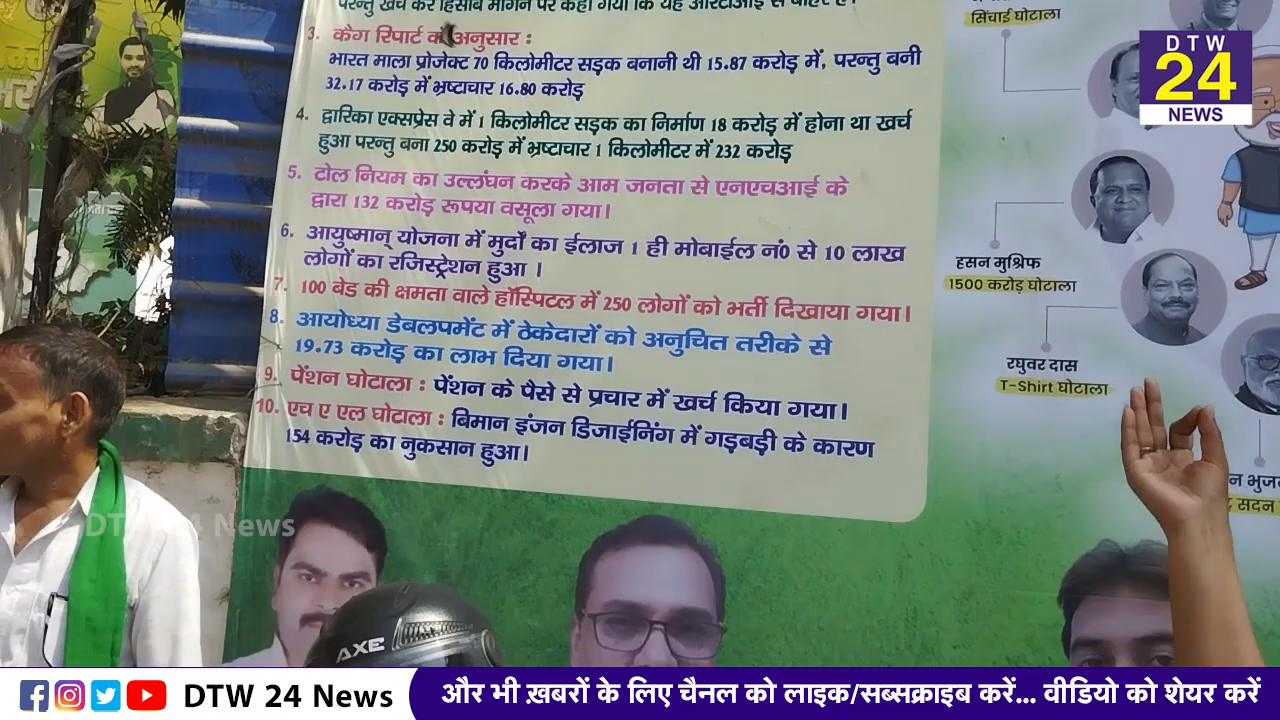 परन्तु खर्च कर हिसाब मांगने पर कहा गया कि यह आरटीआई से बाहर है।
3. कैग रिपार्ट के अनुसार :
भारत माला प्रोजेक्ट 70 किलोमीटर सड़क बनानी थी 15.87 करोड़ में, परन्तु बनी
32.17 करोड़ में भ्रष्टाचार 16.80 करोड़
4. द्वारिका एक्सप्रेस वे में 1 किलोमीटर सड़क का निर्माण 18 करोड़ में होना था खर्च
हुआ परन्तु बना 250 करोड़ में भ्रष्टाचार 1 किलोमीटर में 232 करोड़
5. टोल नियम का उल्लंघन करके आम जनता से एनएचआई के
द्वारा 132 करोड़ रूपया वसूला गया।
6. आयुष्मान् योजना में मुर्दों का ईलाज 1 ही मोबाईल नं0 से 10 लाख
लोगों का रजिस्ट्रेशन हुआ ।
7. 100 बेड की क्षमता वाले हॉस्पिटल में 250 लोगों को भर्ती दिखाया गया।
8. आयोध्या डेबलपमेंट में ठेकेदारों को अनुचित तरीके से
19.73 करोड़ का लाभ दिया गया।
9. पेंशन घोटाला : पेंशन के पैसे से प्रचार में खर्च किया गया।
10. एच ए एल घोटाला : बिमान इंजन डिजाईनिंग में गड़बड़ी के कारण
154 करोड़ का नुकसान हुआ।
सिंचाई घोटाला
हसन मुश्रिफ
1500 करोड़ घोटाला
रघुवर दास
T-Shirt घोटाला
न भुज
सदन
DTW
24
NEWS
DTW 24 News
AXE
DTW 24 News
और भी ख़बरों के लिए चैनल को लाइक/सब्सक्राइब करें... वीडियो को शेयर करें